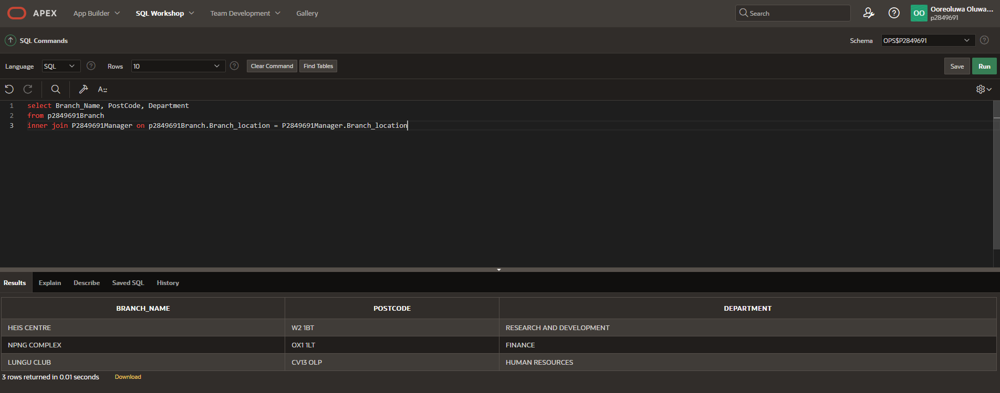 APEX App Builder SQL Workshop Team Development Gallery Search OO Ooreoluwa Oluwa...
p2849691
SQL Commands Schema OPS$P2849691
Language SQL Rows 10 Clear Command Find Tables Save Run
A
1 select Branch_Name, PostCode, Department
2 from p2849691Branch
3 inner join P2849691Manager on p2849691Branch.Branch_location = P2849691Manager.Branch_location
Results Explain Describe Saved SQL History
BRANCH_NAME POSTCODE DEPARTMENT
HEIS CENTRE W2 1BT RESEARCH AND DEVELOPMENT
NPNG COMPLEX OX1 1LT FINANCE
LUNGU CLUB CV13 OLP HUMAN RESOURCES
3 rows returned in 0.01 seconds Download